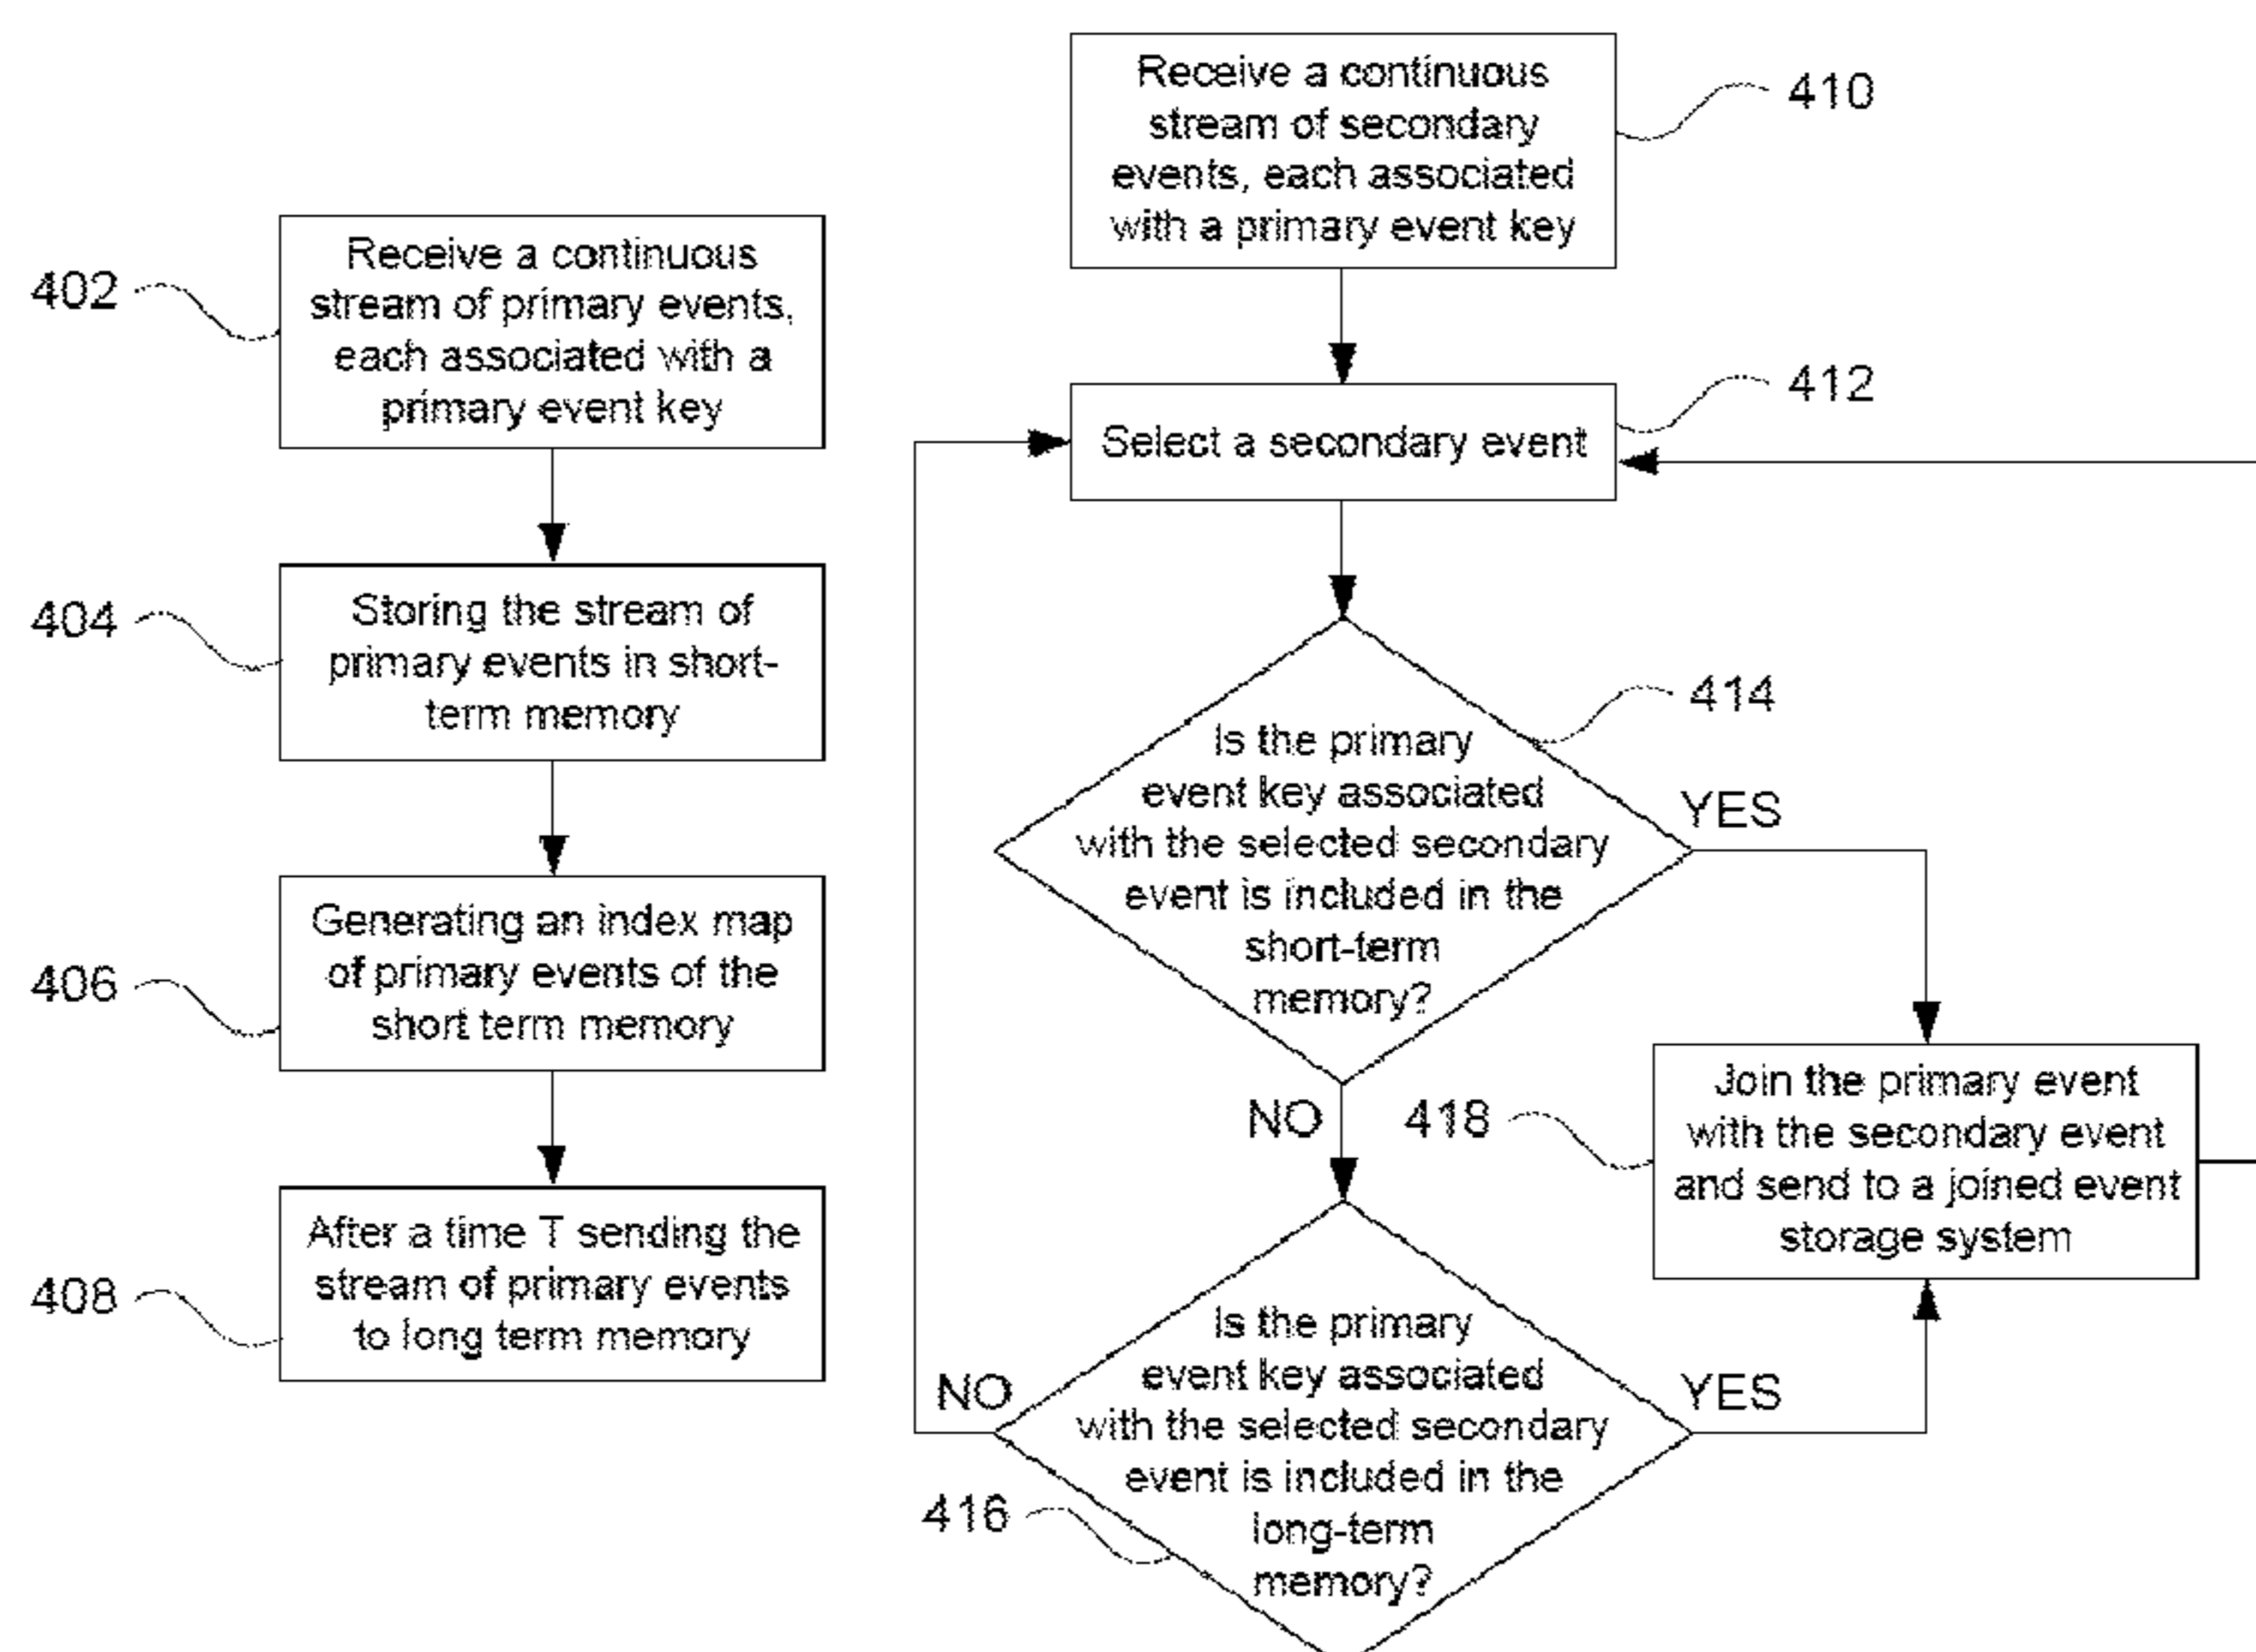 402
Receive a continuous
stream of primary events,
each associated with a
primary event key
404
Storing the stream of
primary events in short-
term memory
406
Generating an index map
of primary events of the
short term memory
408
After a time T sending the
stream of primary events
to long term memory
Receive a continuous
stream of secondary
events, each associated
with a primary event key
410
Select a secondary event
412
Is the primary
event key associated
with the selected secondary
event is included in the
short-term
memory?
414
YES
NO
418
Join the primary event
with the secondary event
and send to a joined event
storage system
Is the primary
event key associated
with the selected secondary
event is included in the
long-term
memory?
416
NO
YES